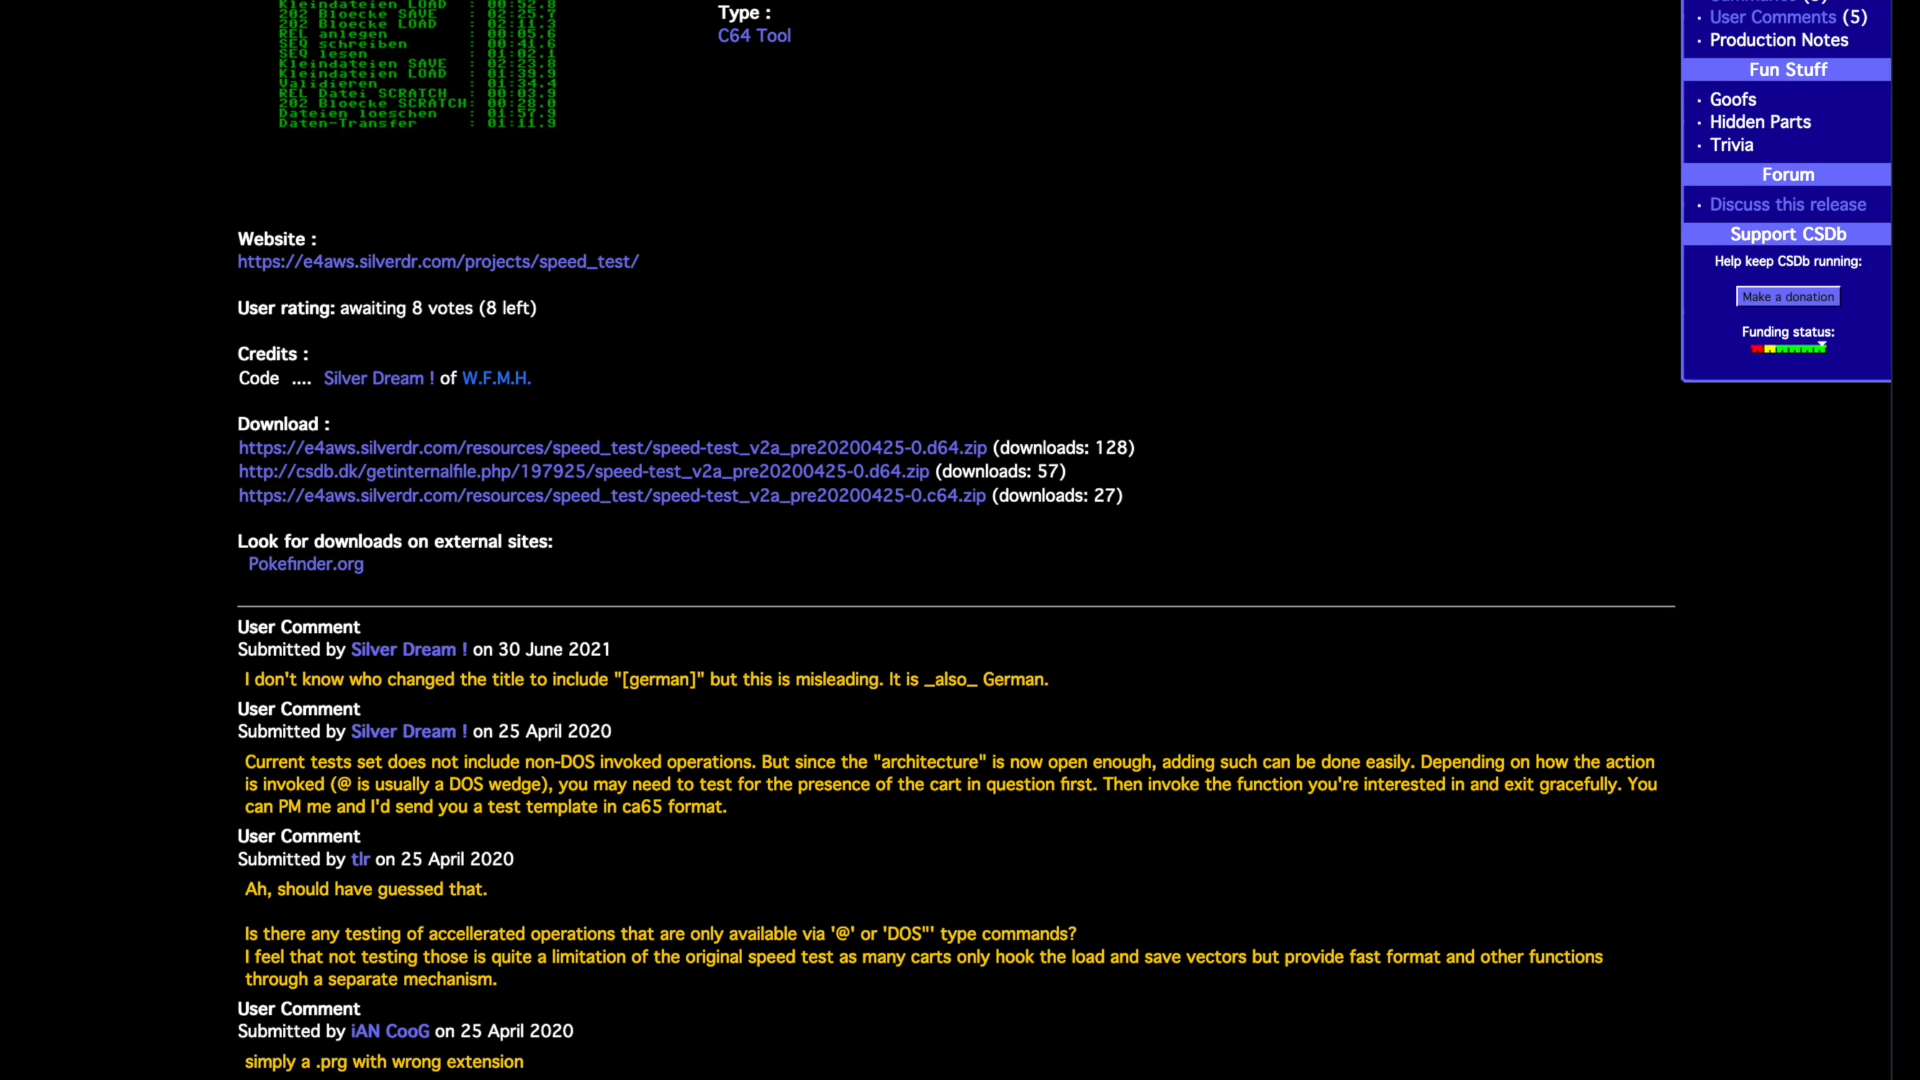 Kleindateien LOAD : 00:52.8
202 Bloecke SAVE : 02:25.7
202 Bloecke LOAD : 02:11.3
REL anlegen : 00:05.6
SEQ schreiben : 00:41.6
SEQ lesen : 01:02.1
Kleindateien SAVE : 02:23.8
Kleindateien LOAD : 01:39.9
Validieren : 01:34.4
REL Datei SCRATCH : 00:03.9
202 Bloecke SCRATCH: 00:28.0
Dateien loeschen : 01:57.9
Daten-Transfer : 01:11.9
Type :
C64 Tool
Website :
https://e4aws.silverdr.com/projects/speed_test/
User rating: awaiting 8 votes (8 left)
Credits :
Code .... Silver Dream ! of W.F.M.H.
Download :
https://e4aws.silverdr.com/resources/speed_test/speed-test_v2a_pre20200425-0.d64.zip (downloads: 128)
http://csdb.dk/getinternalfile.php/197925/speed-test_v2a_pre20200425-0.d64.zip (downloads: 57)
https://e4aws.silverdr.com/resources/speed_test/speed-test_v2a_pre20200425-0.c64.zip (downloads: 27)
Look for downloads on external sites:
Pokefinder.org
User Comment
Submitted by Silver Dream ! on 30 June 2021
I don't know who changed the title to include "[german]" but this is misleading. It is _also_ German.
User Comment
Submitted by Silver Dream ! on 25 April 2020
Current tests set does not include non-DOS invoked operations. But since the "architecture" is now open enough, adding such can be done easily. Depending on how the action
is invoked (@ is usually a DOS wedge), you may need to test for the presence of the cart in question first. Then invoke the function you're interested in and exit gracefully. You
can PM me and I'd send you a test template in ca65 format.
User Comment
Submitted by tlr on 25 April 2020
Ah, should have guessed that.
Is there any testing of accellerated operations that are only available via '@' or 'DOS"' type commands?
I feel that not testing those is quite a limitation of the original speed test as many carts only hook the load and save vectors but provide fast format and other functions
through a separate mechanism.
User Comment
Submitted by iAN CooG on 25 April 2020
simply a .prg with wrong extension
· User Comments (5)
· Production Notes
Fun Stuff
· Goofs
· Hidden Parts
· Trivia
Forum
· Discuss this release
Support CSDb
Help keep CSDb running:
Make a donation
Funding status: